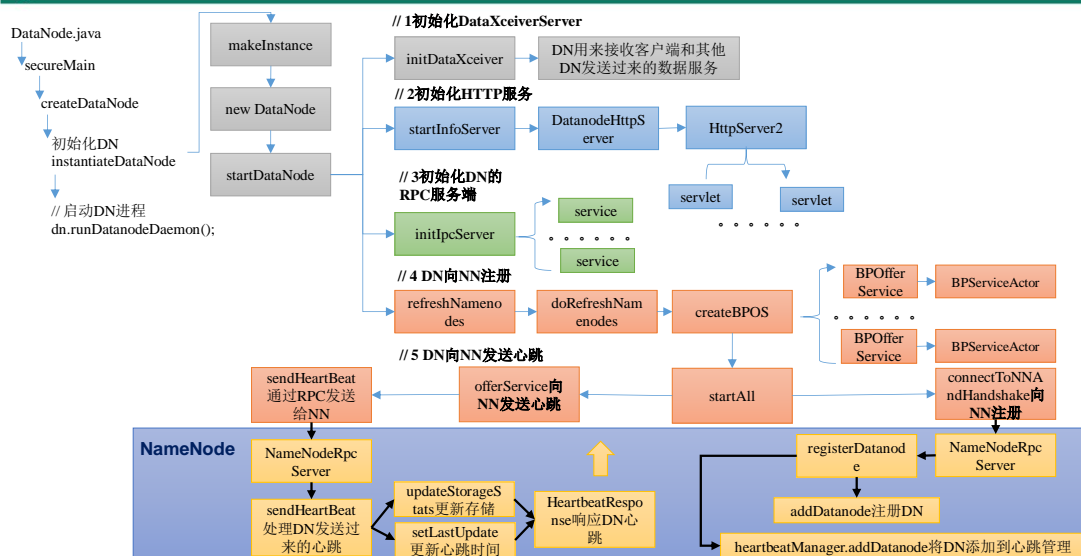 DataNode.java
secureMain
createDataNode
初始化DN
instantiateDataNode
// 启动DN进程
dn.runDatanodeDaemon();
makeInstance
new DataNode
startDataNode
// 1初始化DataXceiverServer
initDataXceiver
DN用来接收客户端和其他
DN发送过来的数据服务
// 2初始化HTTP服务
startInfoServer
DatanodeHttpS
erver
HttpServer2
servlet
servlet
// 3初始化DN的
RPC服务端
initIpcServer
service
service
// 4 DN向NN注册
refreshNameno
des
doRefreshNam
enodes
createBPOS
BPOffer
Service
BPServiceActor
BPOffer
Service
BPServiceActor
// 5 DN向NN发送心跳
sendHeartBeat
通过RPC发送
给NN
offerService向
NN发送心跳
startAll
connectToNNA
ndHandshake向
NN注册
NameNode
NameNodeRpc
Server
sendHeartBeat
处理DN发送过
来的心跳
updateStorageS
tats更新存储
setLastUpdate
更新心跳时间
HeartbeatRespo
nse响应DN心
跳
registerDatanod
e
NameNodeRpc
Server
addDatanode注册DN
heartbeatManager.addDatanode将DN添加到心跳管理